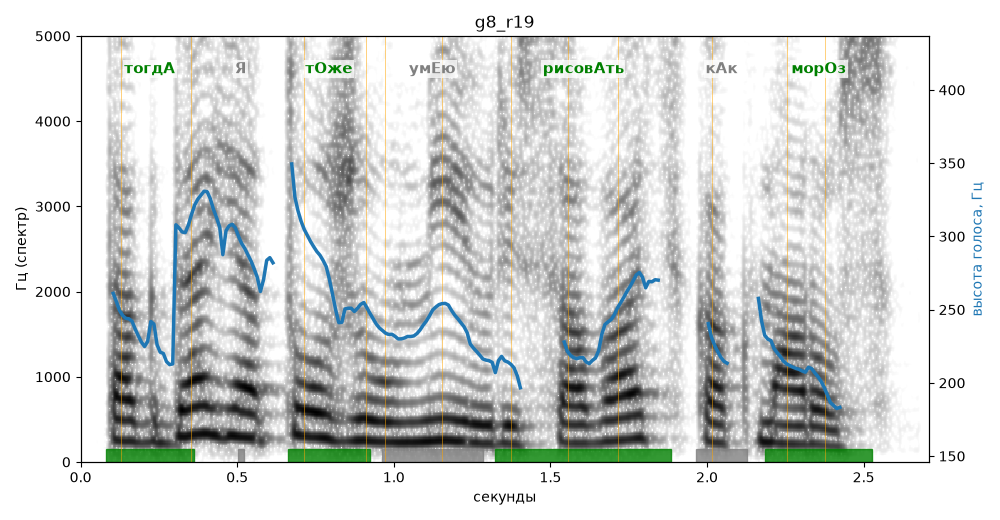 g8_r19
тогдА Я тОже умЕю рисовАть кАк морОз
5000
4000
3000
2000
1000
0
Гц (спектр)
400
350
300
250
200
150
высота голоса, Гц
0.0 0.5 1.0 1.5 2.0 2.5
секунды